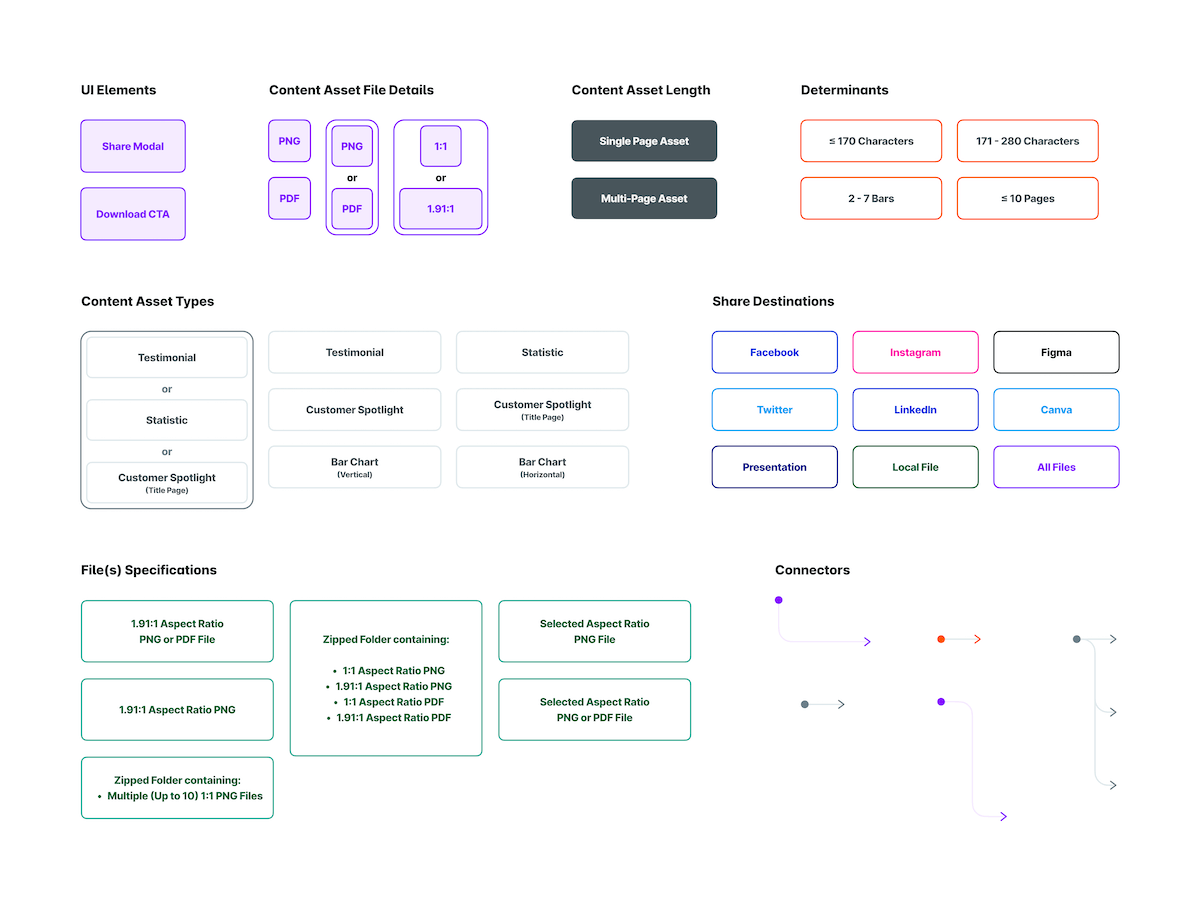 UI Elements
Share Modal
Download CTA
Content Asset File Details
PNG
PDF
PNG
or
PDF
1:1
or
1.91:1
Content Asset Length
Single Page Asset
Multi-Page Asset
Determinants
≤ 170 Characters
171 - 280 Characters
2 - 7 Bars
≤ 10 Pages
Content Asset Types
Testimonial
or
Statistic
or
Customer Spotlight
(Title Page)
Testimonial
Statistic
Customer Spotlight
Customer Spotlight
(Title Page)
Bar Chart
(Vertical)
Bar Chart
(Horizontal)
Share Destinations
Facebook
Instagram
Figma
Twitter
LinkedIn
Canva
Presentation
Local File
All Files
File(s) Specifications
1.91:1 Aspect Ratio
PNG or PDF File
1.91:1 Aspect Ratio PNG
Zipped Folder containing:
• Multiple (Up to 10) 1:1 PNG Files
Zipped Folder containing:
• 1:1 Aspect Ratio PNG
• 1.91:1 Aspect Ratio PNG
• 1:1 Aspect Ratio PDF
• 1.91:1 Aspect Ratio PDF
Selected Aspect Ratio
PNG File
Selected Aspect Ratio
PNG or PDF File
Connectors